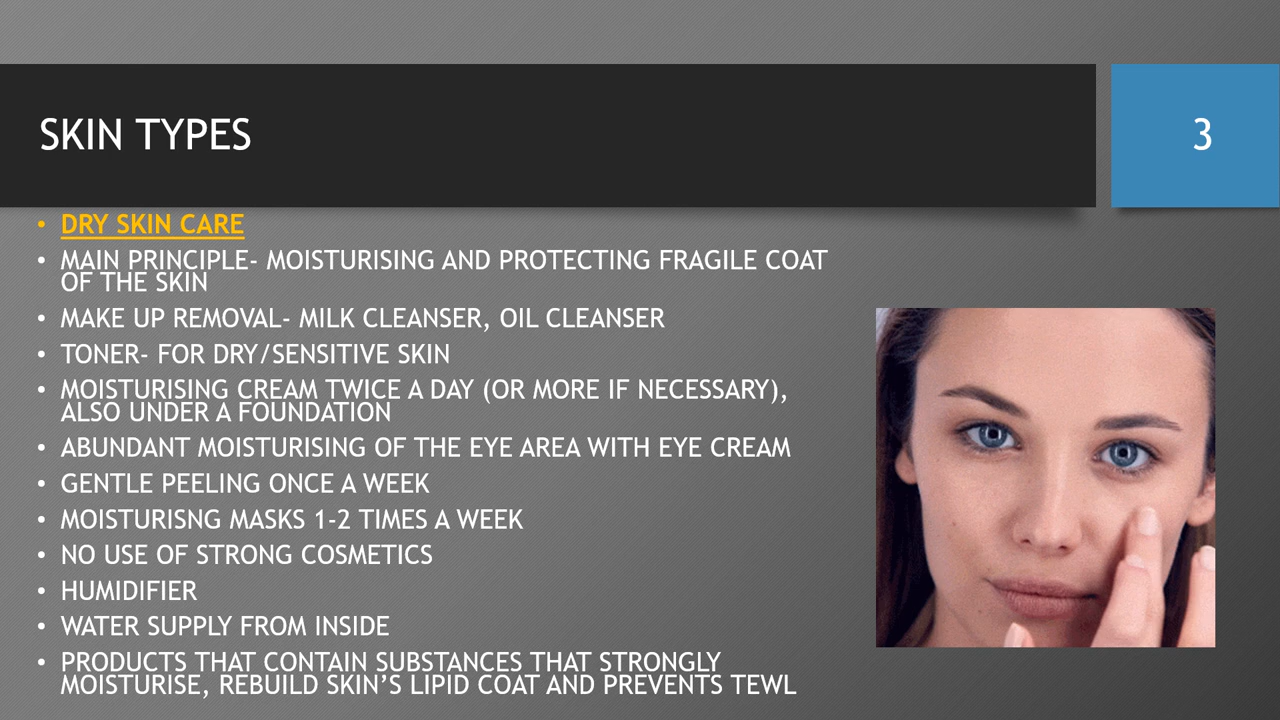 SKIN TYPES
3
• DRY SKIN CARE
• MAIN PRINCIPLE- MOISTURISING AND PROTECTING FRAGILE COAT
OF THE SKIN
• MAKE UP REMOVAL- MILK CLEANSER, OIL CLEANSER
• TONER- FOR DRY/SENSITIVE SKIN
• MOISTURISING CREAM TWICE A DAY (OR MORE IF NECESSARY),
ALSO UNDER A FOUNDATION
• ABUNDANT MOISTURISING OF THE EYE AREA WITH EYE CREAM
• GENTLE PEELING ONCE A WEEK
• MOISTURISNG MASKS 1-2 TIMES A WEEK
• NO USE OF STRONG COSMETICS
• HUMIDIFIER
• WATER SUPPLY FROM INSIDE
• PRODUCTS THAT CONTAIN SUBSTANCES THAT STRONGLY
MOISTURISE, REBUILD SKIN’S LIPID COAT AND PREVENTS TEWL